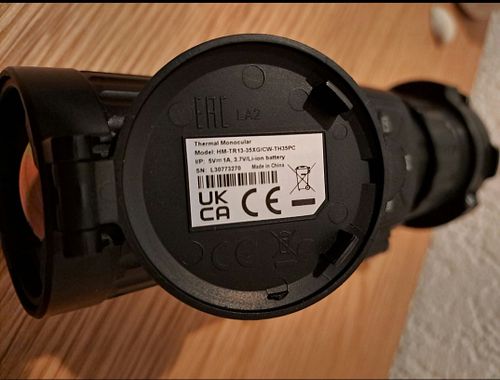 EAC LA2
Thermal Monocular
Model: HM-TR13-35XG/CW-TH35PC
I/P: 5V⎓1A, 3.7V/Li-ion battery
SN: L30773270 Made in China
UK
CA CE
CE